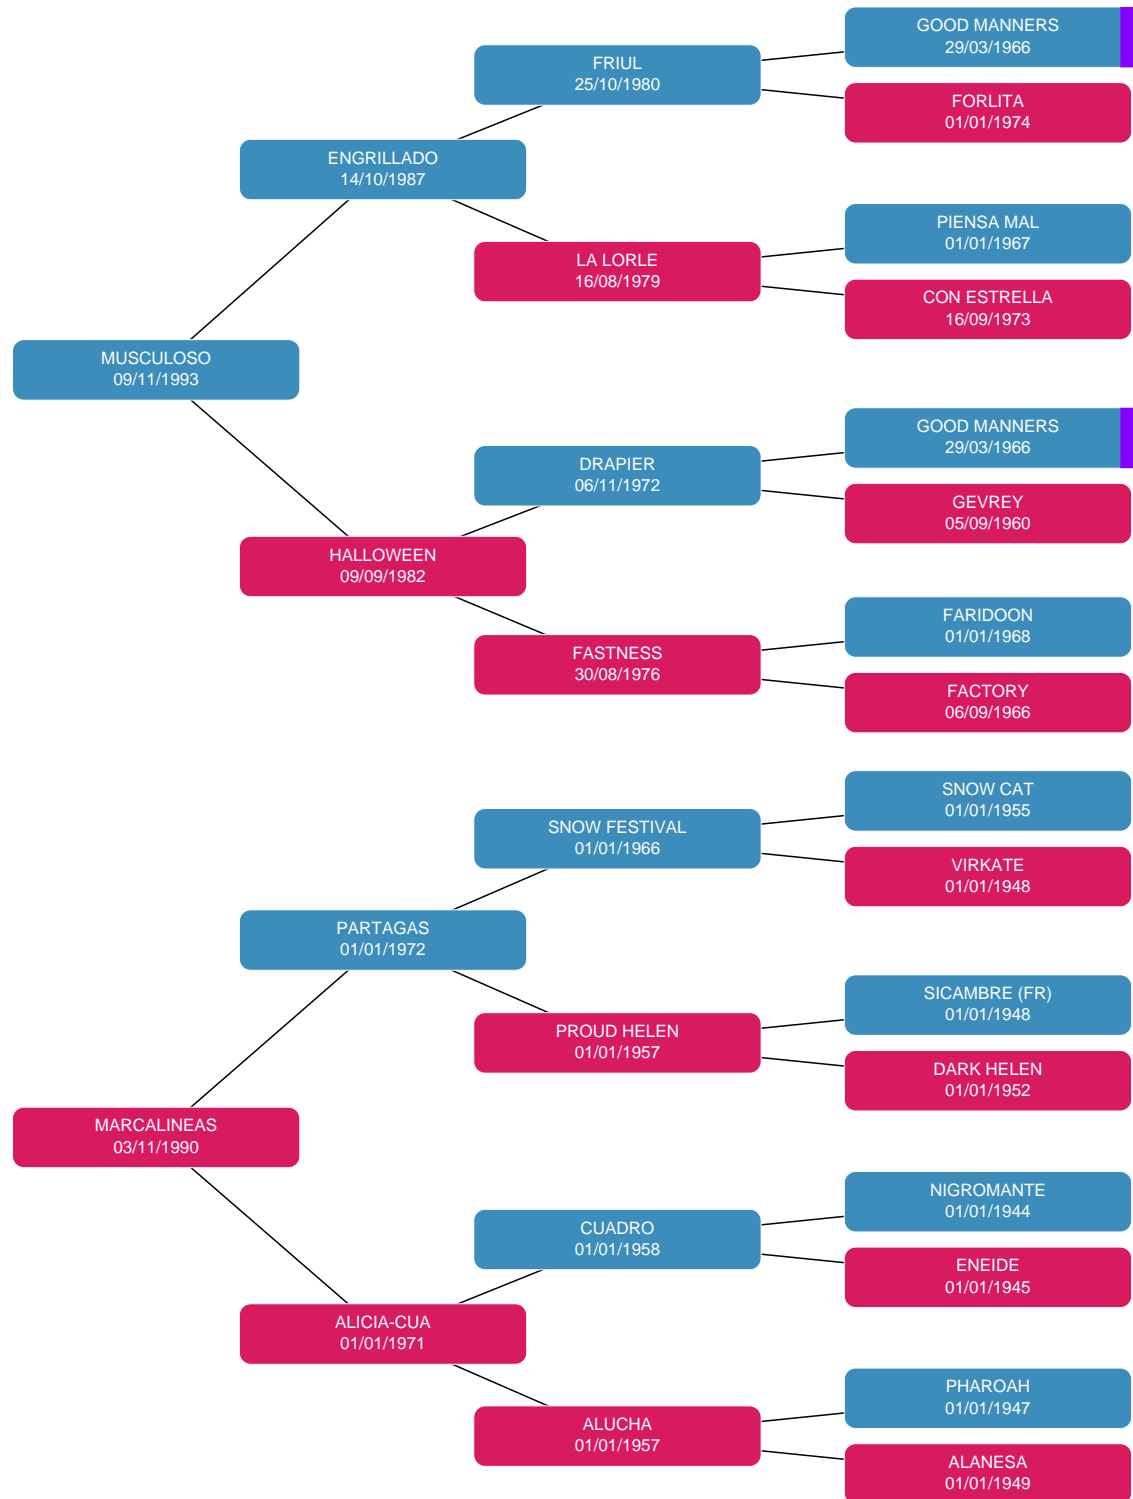 GOOD MANNERS
29/03/1966
FRIUL
25/10/1980
FORLITA
01/01/1974
ENGRILLADO
14/10/1987
PIENSA MAL
01/01/1967
LA LORLE
16/08/1979
CON ESTRELLA
16/09/1973
MUSCULOSO
09/11/1993
GOOD MANNERS
29/03/1966
DRAPIER
06/11/1972
GEVREY
05/09/1960
HALLOWEEN
09/09/1982
FARIDOON
01/01/1968
FASTNESS
30/08/1976
FACTORY
06/09/1966
SNOW CAT
01/01/1955
SNOW FESTIVAL
01/01/1966
VIRKATE
01/01/1948
PARTAGAS
01/01/1972
SICAMBRE (FR)
01/01/1948
PROUD HELEN
01/01/1957
DARK HELEN
01/01/1952
MARCALINEAS
03/11/1990
NIGROMANTE
01/01/1944
CUADRO
01/01/1958
ENEIDE
01/01/1945
ALICIA-CUA
01/01/1971
PHAROAH
01/01/1947
ALUCHA
01/01/1957
ALANESA
01/01/1949